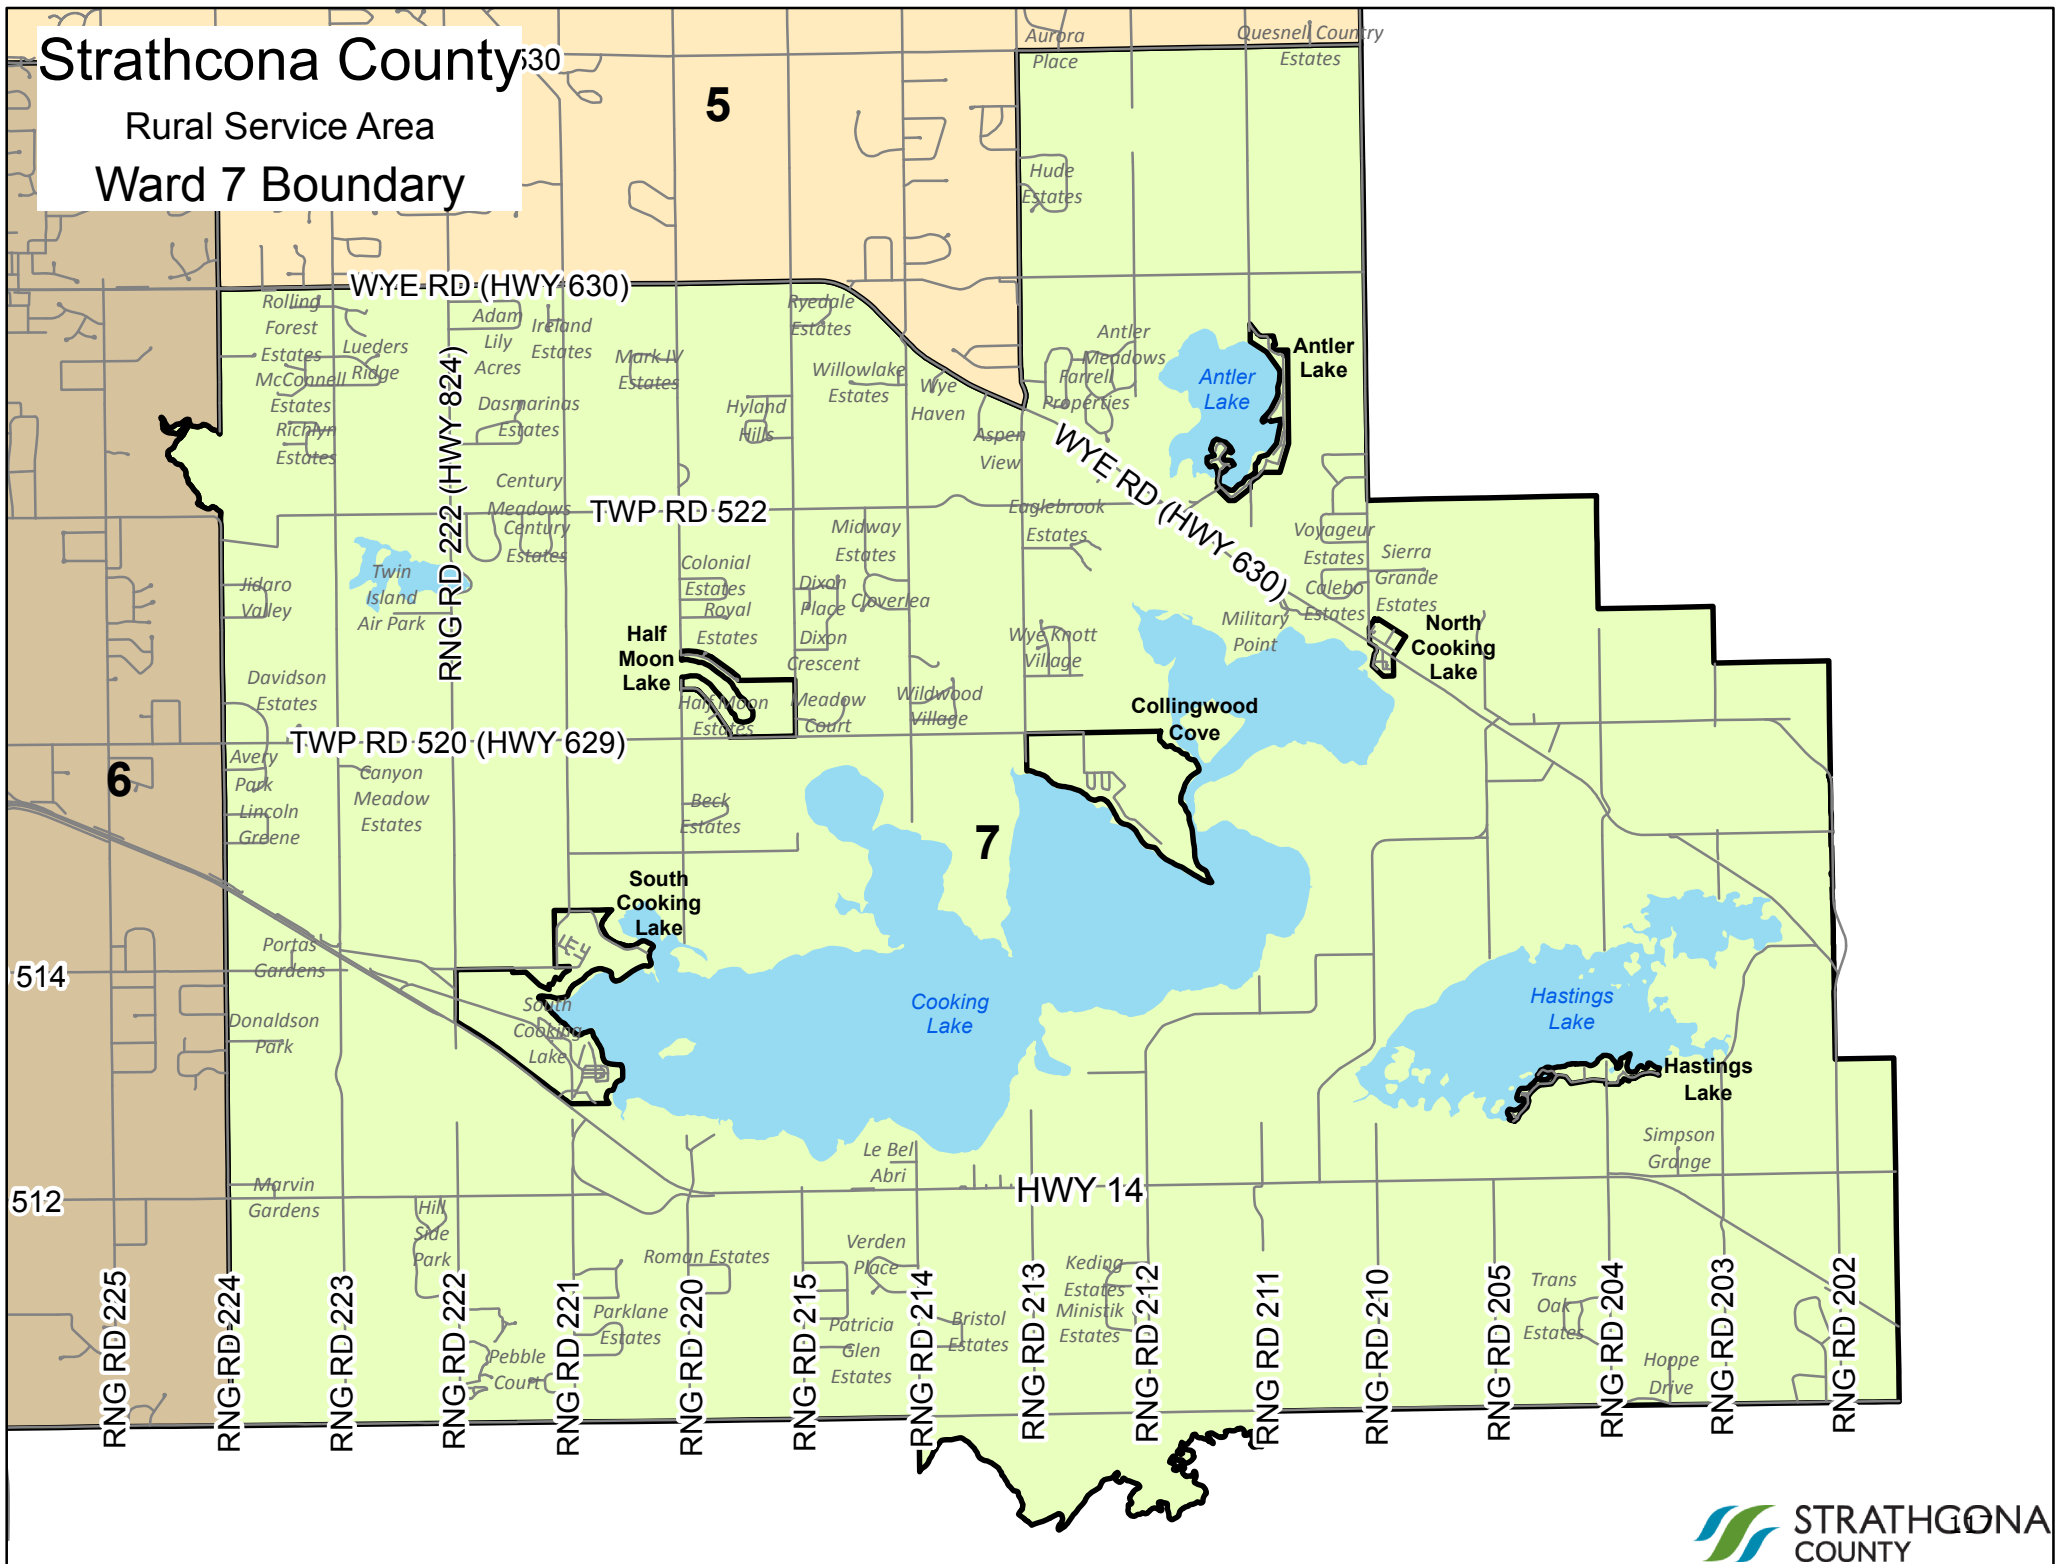 Strathcona County
Rural Service Area
Ward 7 Boundary
530
5
Aurora
Place
Quesnell Country
Estates
Hude
Estates
WYE RD (HWY 630)
Rolling
Forest
Estates
Lueders
Ridge
McConnell
Estates
Richlyn
Estates
Adam
Lily
Acres
Ireland
Estates
RNG RD 222 (HWY 824)
Dasmarinas
Estates
Mark IV
Estates
Ryedale
Estates
Willowlake
Estates
Hyland
Hills
Wye
Haven
Aspen
View
Antler
Meadows
Farrell
Properties
Antler
Lake
Antler
Lake
WYE RD (HWY 630)
Century
Meadows
Century
Estates
TWP RD 522
Midway
Estates
Eaglebrook
Estates
Voyageur
Estates
Sierra
Grande
Estates
Calebo
Estates
Twin
Island
Air Park
Jidaro
Valley
Colonial
Estates
Royal
Estates
Dixon
Place
Cloverlea
Dixon
Crescent
Half
Moon
Lake
Half Moon
Estates
Meadow
Court
Wildwood
Village
Wye Knott
Village
Military
Point
North
Cooking
Lake
Collingwood
Cove
Davidson
Estates
TWP RD 520 (HWY 629)
6
Avery
Park
Lincoln
Greene
Canyon
Meadow
Estates
Beck
Estates
7
South
Cooking
Lake
Portas
Gardens
514
Donaldson
Park
South
Cooking
Lake
Cooking
Lake
Hastings
Lake
Hastings
Lake
Simpson
Grange
Le Bel
Abri
HWY 14
512
Marvin
Gardens
Hill
Side
Park
Roman Estates
Parklane
Estates
Pebble
Court
Verden
Place
Patricia
Glen
Estates
Bristol
Estates
Keding
Estates
Ministik
Estates
Trans
Oak
Estates
Hoppe
Drive
RNG RD 225
RNG RD 224
RNG RD 223
RNG RD 222
RNG RD 221
RNG RD 220
RNG RD 215
RNG RD 214
RNG RD 213
RNG RD 212
RNG RD 211
RNG RD 210
RNG RD 205
RNG RD 204
RNG RD 203
RNG RD 202
STRATHCONA
COUNTY
117